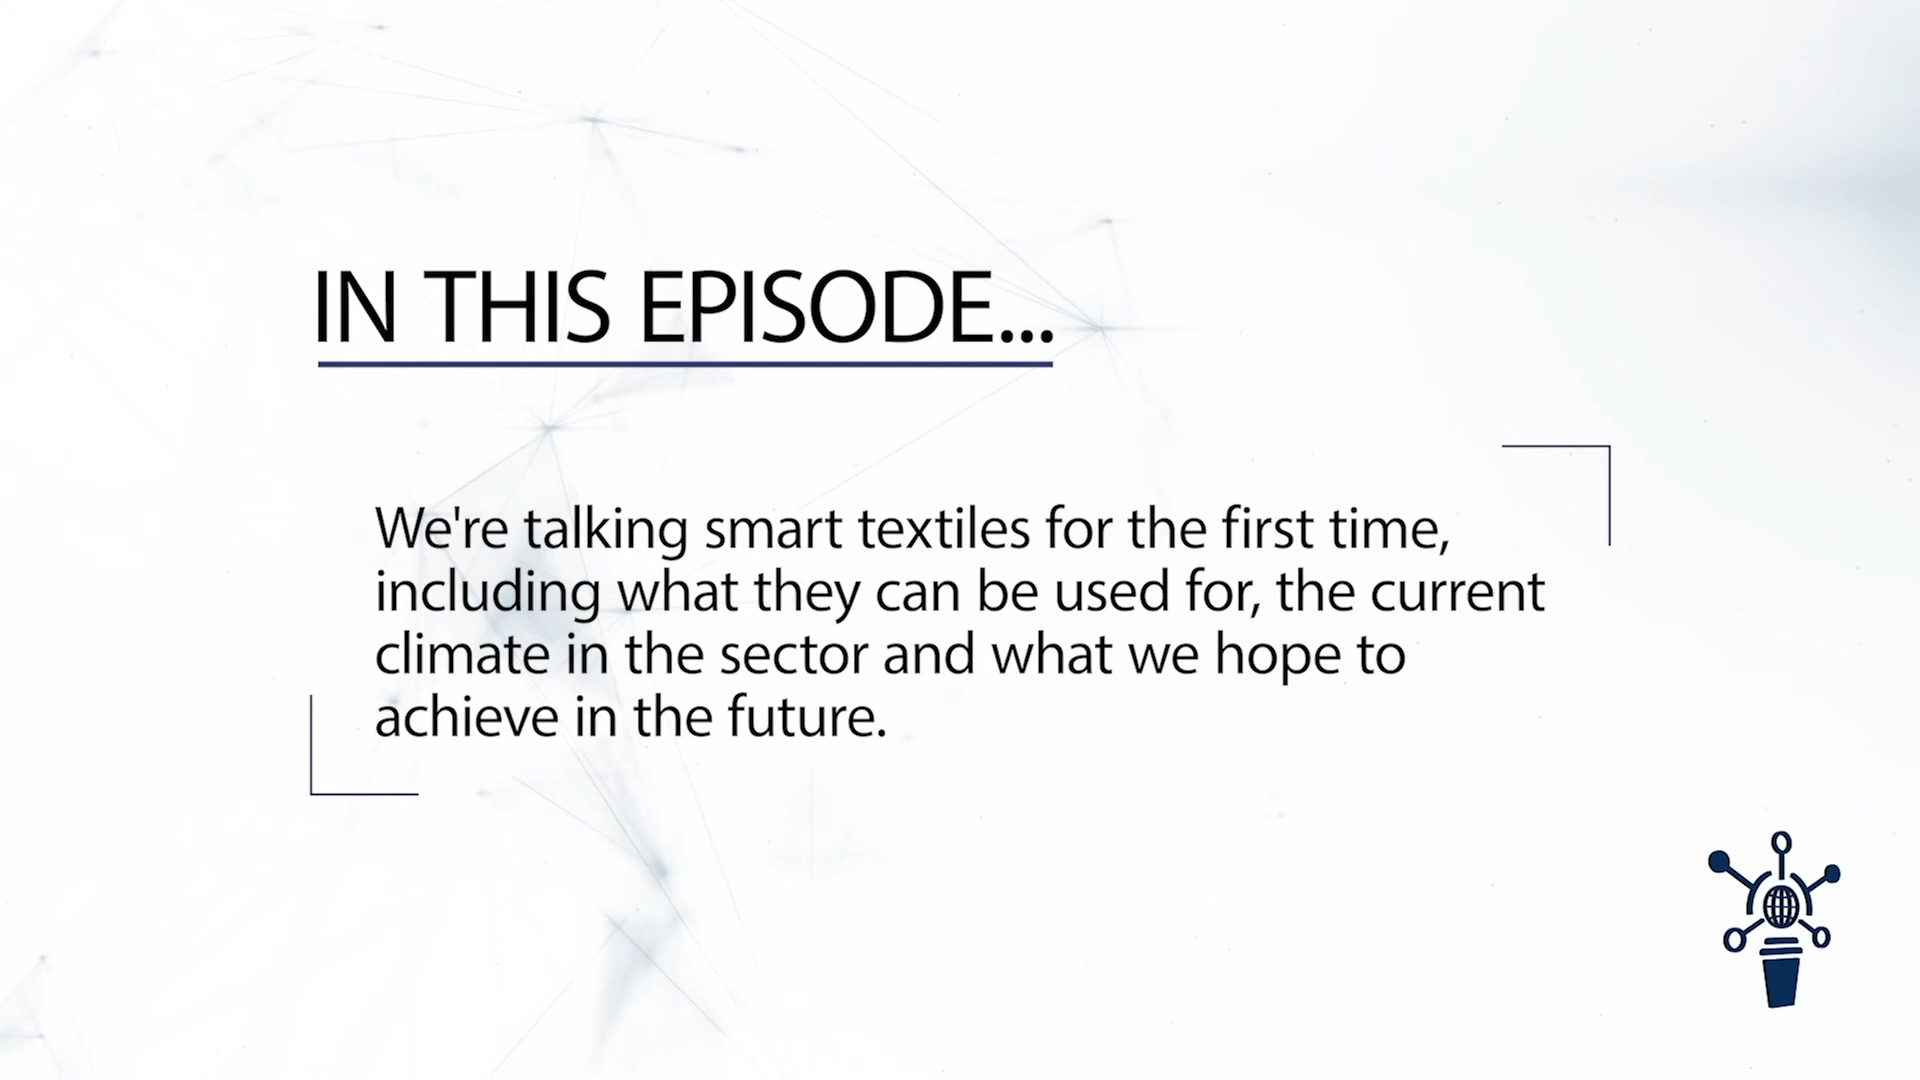 IN THIS EPISODE...
We're talking smart textiles for the first time,
including what they can be used for, the current
climate in the sector and what we hope to
achieve in the future.